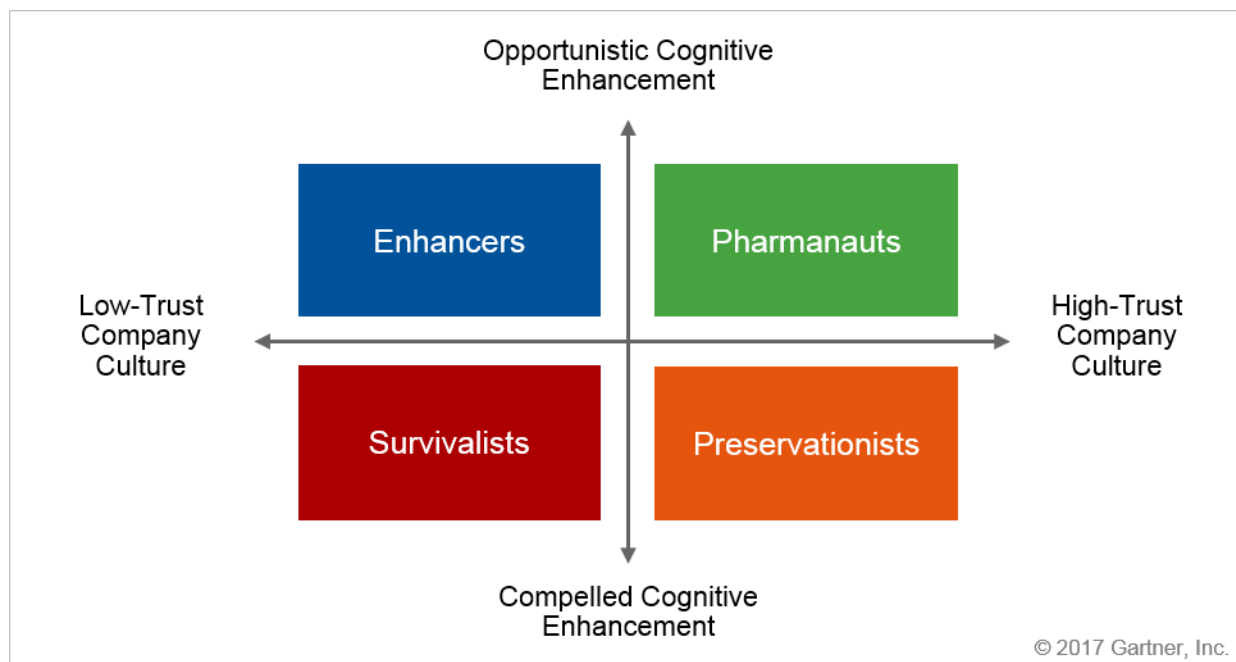 Opportunistic Cognitive
Enhancement
Enhancers
Pharmanauts
Low-Trust
Company
Culture
High-Trust
Company
Culture
Survivalists
Preservationists
Compelled Cognitive
Enhancement
© 2017 Gartner, Inc.